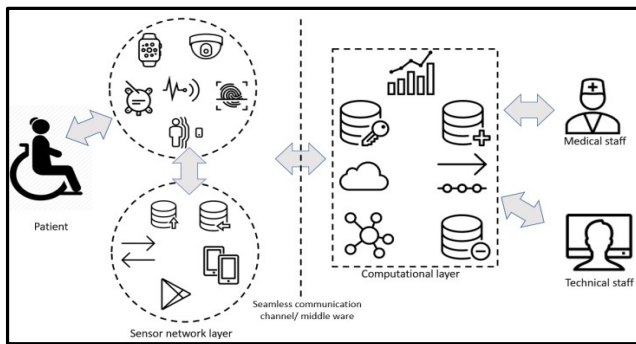 Patient
Sensor network layer
Seamless communication
channel/ middle ware
Computational layer
Medical staff
Technical staff